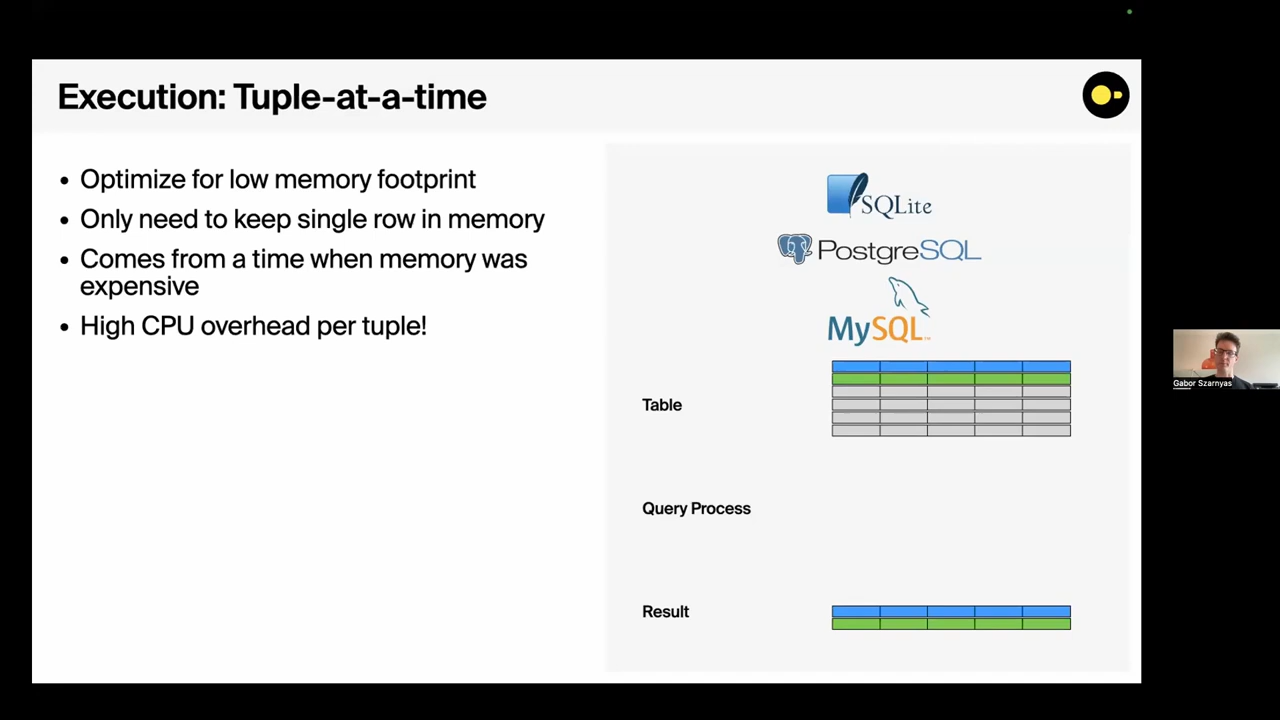 Execution: Tuple-at-a-time
• Optimize for low memory footprint
• Only need to keep single row in memory
• Comes from a time when memory was
expensive
• High CPU overhead per tuple!
SQLite
PostgreSQL
MySQL™
Table
Query Process
Result
Gabor Szarnyas